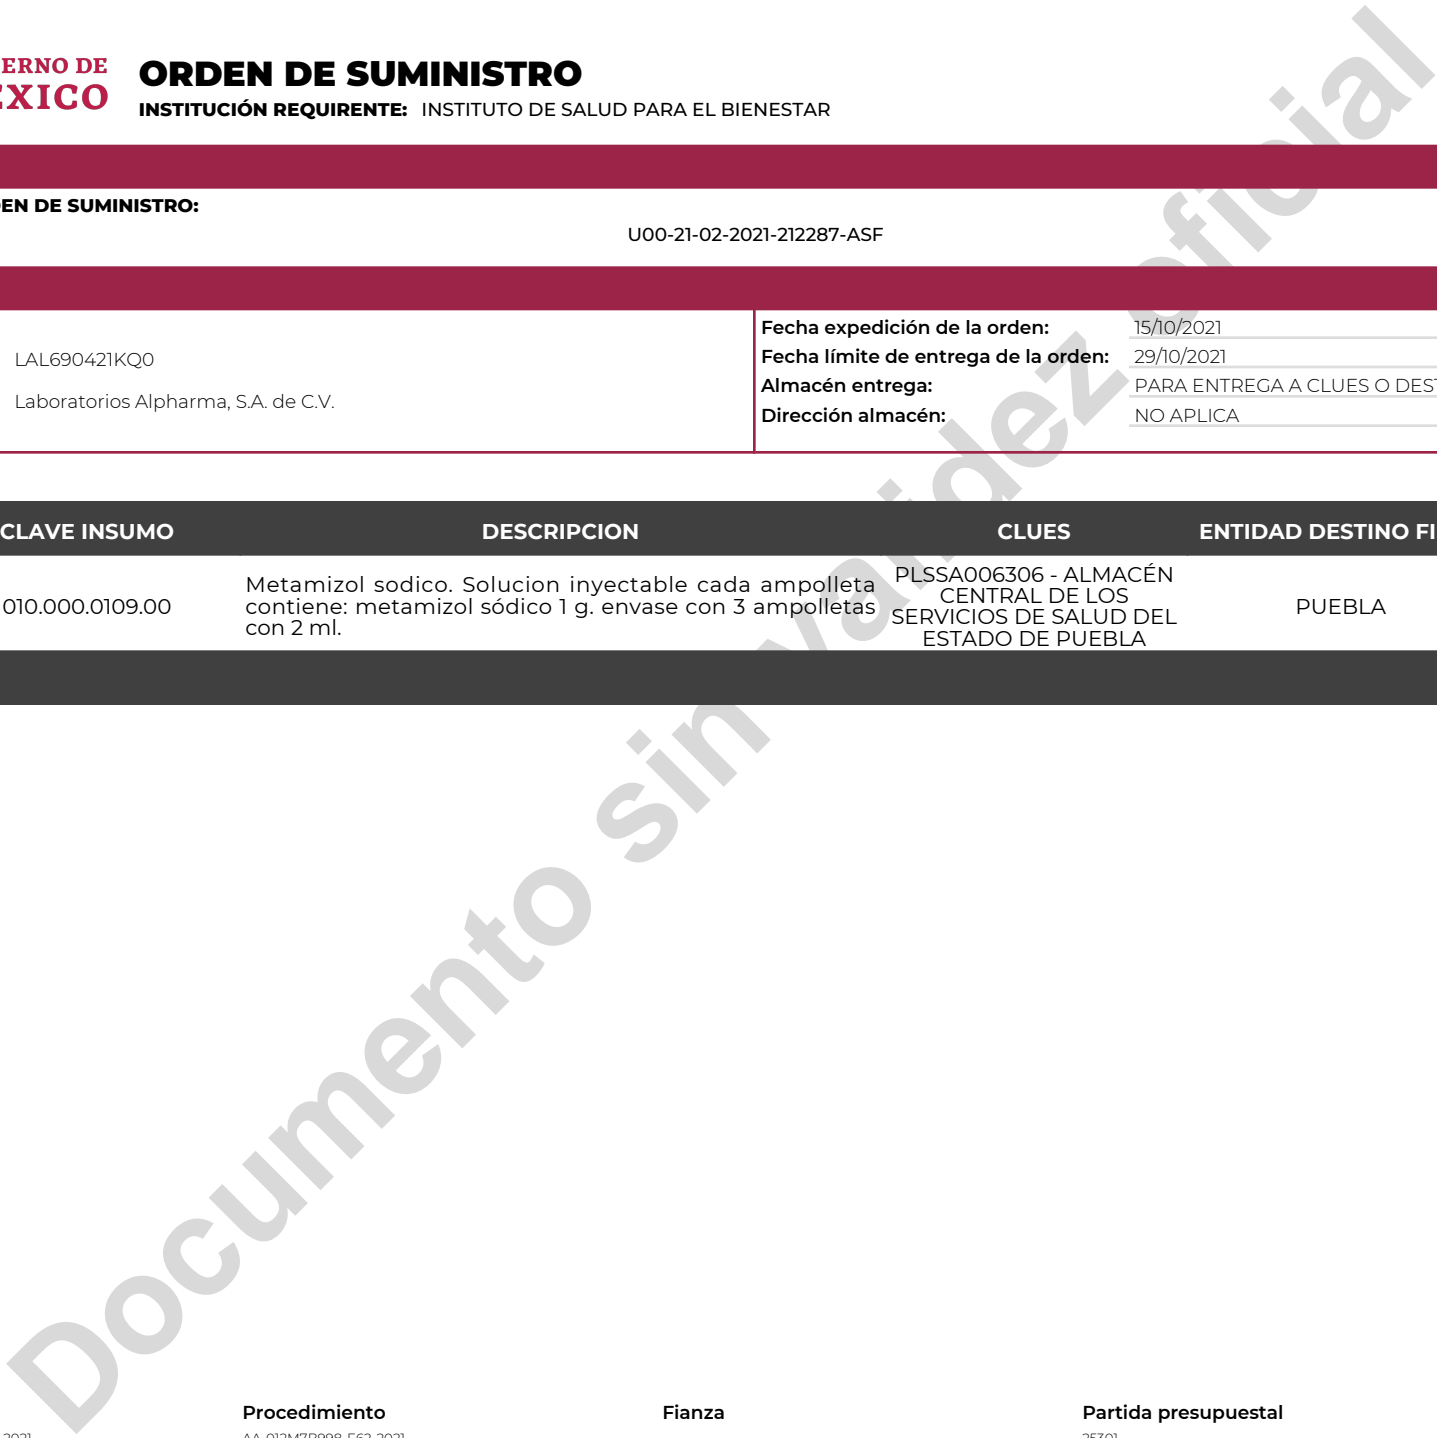 ERNO DE
EXICO
ORDEN DE SUMINISTRO
INSTITUCIÓN REQUIRENTE: INSTITUTO DE SALUD PARA EL BIENESTAR
EN DE SUMINISTRO:
U00-21-02-2021-212287-ASF
LAL690421KQ0
Laboratorios Alpharma, S.A. de C.V.
Fecha expedición de la orden: 15/10/2021
Fecha límite de entrega de la orden: 29/10/2021
Almacén entrega: PARA ENTREGA A CLUES O DEST
Dirección almacén: NO APLICA
CLAVE INSUMO DESCRIPCION CLUES ENTIDAD DESTINO FI
010.000.0109.00
Metamizol sodico. Solucion inyectable cada ampolleta
contiene: metamizol sódico 1 g. envase con 3 ampolletas
con 2 ml.
PLSSA006306 - ALMACÉN
CENTRAL DE LOS
SERVICIOS DE SALUD DEL
ESTADO DE PUEBLA
PUEBLA
Documento sin validez oficial
Procedimiento Fianza Partida presupuestal